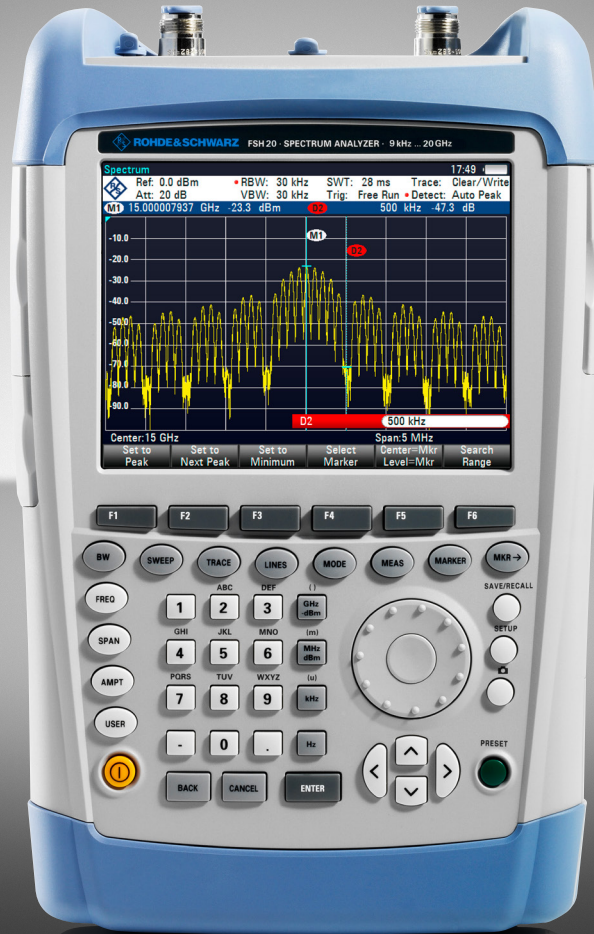 ROHDE&SCHWARZ FSH20 · SPECTRUM ANALYZER · 9 kHz ... 20 GHz
Spectrum 17:49
Ref: 0.0 dBm • RBW: 30 kHz SWT: 28 ms Trace: Clear/Write
Att: 20 dB VBW: 30 kHz Trig: Free Run • Detect: Auto Peak
M1 15.000007937 GHz -23.3 dBm D2 500 kHz -47.3 dB
M1
-10.0
D2
-20.0
-30.0
-40.0
-50.0
-60.0
-70.0
-80.0
-90.0
D2 500 kHz
Center:15 GHz Span:5 MHz
Set to Set to Set to Select Center=Mkr Search
Peak Next Peak Minimum Marker Level=Mkr Range
F1 F2 F3 F4 F5 F6
BW SWEEP TRACE LINES MODE MEAS MARKER MKR→
FREQ SAVE/RECALL
ABC DEF ( )
1 2 3 GHz -dBm
SPAN SETUP
GHI JKL MNO (m)
4 5 6 MHz dBm
AMPT
PQRS TUV WXYZ (u)
7 8 9 kHz
USER
- 0 . Hz
PRESET
BACK CANCEL ENTER